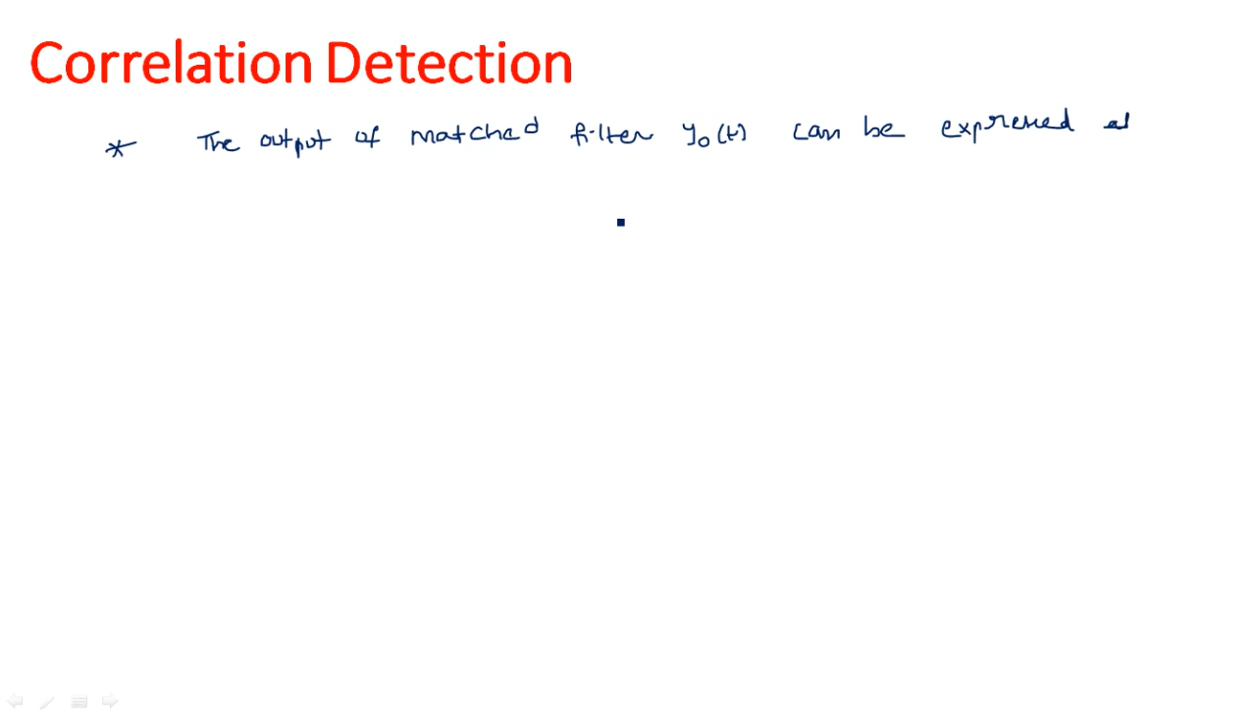 Correlation Detection
* The output of matched filter y₀(t) can be expressed as